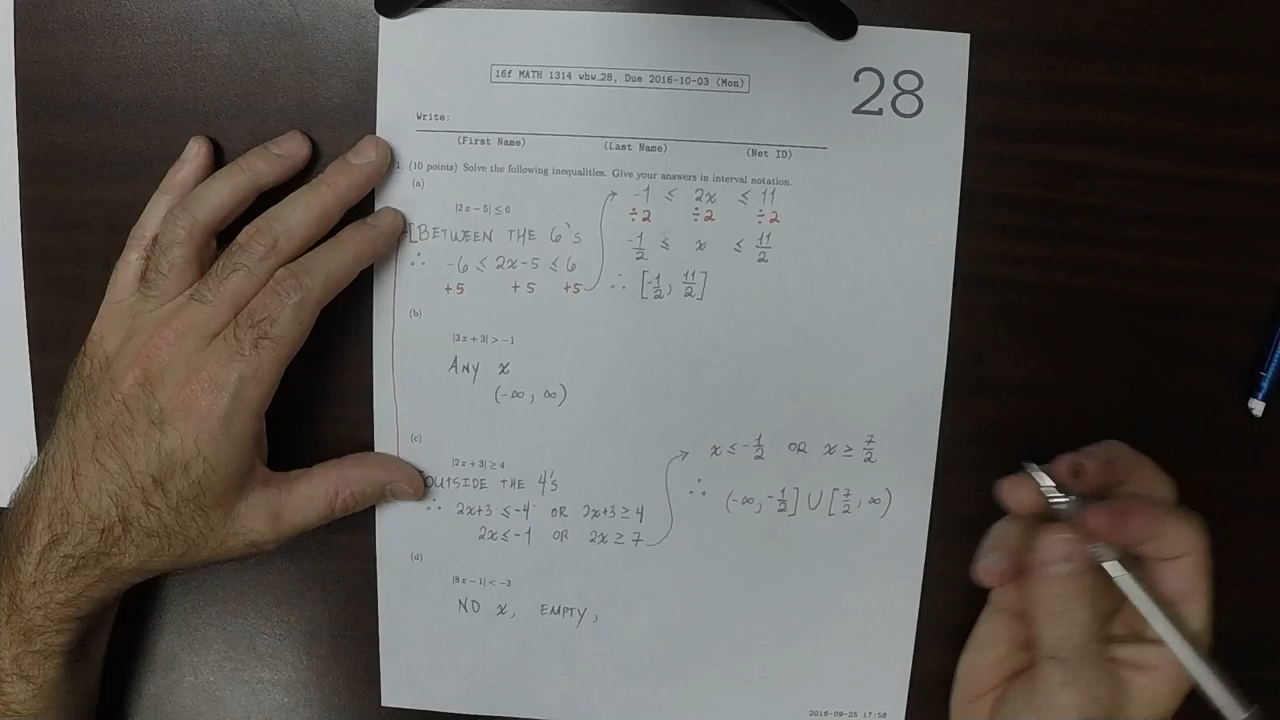 16f MATH 1314 whw_28, Due 2016-10-03 (Mon)
28
Write:
(First Name) (Last Name) (Net ID)
1. (10 points) Solve the following inequalities. Give your answers in interval notation.
(a)
|2x − 5| ≤ 6
[BETWEEN THE 6's
∴ -6 ≤ 2x-5 ≤ 6
+5 +5 +5
-1 ≤ 2x ≤ 11
÷2 ÷2 ÷2
-1/2 ≤ x ≤ 11/2
∴ [-1/2, 11/2]
(b)
|3x + 3| > −1
ANY x
(-∞, ∞)
(c)
|2x + 3| ≥ 4
OUTSIDE THE 4's
∴ 2x+3 ≤ -4 OR 2x+3 ≥ 4
2x ≤ -1 OR 2x ≥ 7
x ≤ -1/2 OR x ≥ 7/2
∴ (-∞, -1/2] ∪ [7/2, ∞)
(d)
|8x − 1| < −3
NO x, EMPTY,
2016-09-25 17:58